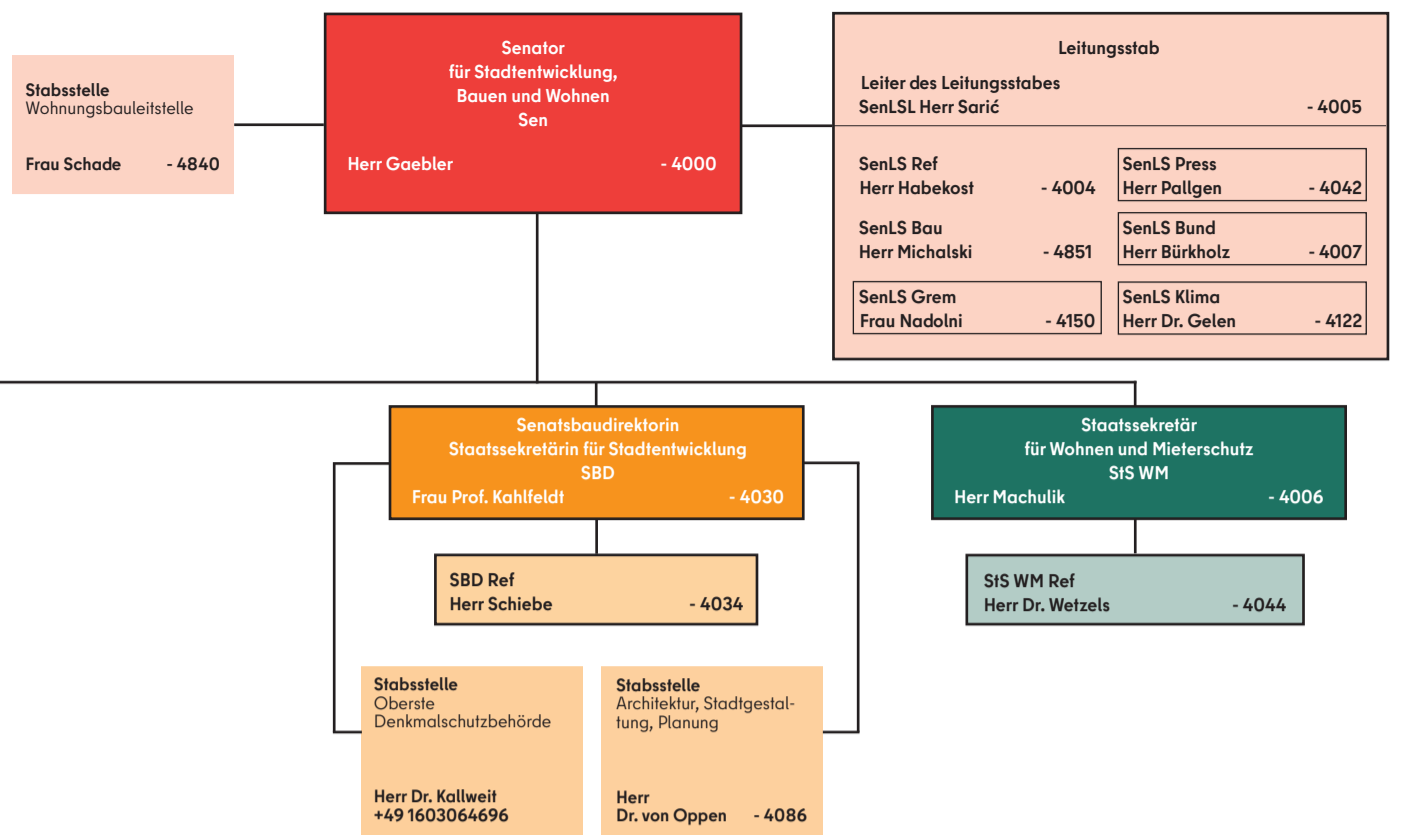 Stabsstelle
Wohnungsbauleitstelle
Frau Schade - 4840
Senator
für Stadtentwicklung,
Bauen und Wohnen
Sen
Herr Gaebler - 4000
Leitungsstab
Leiter des Leitungsstabes
SenLSL Herr Sarić - 4005
SenLS Ref
Herr Habekost - 4004
SenLS Press
Herr Pallgen - 4042
SenLS Bau
Herr Michalski - 4851
SenLS Bund
Herr Bürkholz - 4007
SenLS Grem
Frau Nadolni - 4150
SenLS Klima
Herr Dr. Gelen - 4122
Senatsbaudirektorin
Staatssekretärin für Stadtentwicklung
SBD
Frau Prof. Kahlfeldt - 4030
Staatssekretär
für Wohnen und Mieterschutz
StS WM
Herr Machulik - 4006
SBD Ref
Herr Schiebe - 4034
StS WM Ref
Herr Dr. Wetzels - 4044
Stabsstelle
Oberste
Denkmalschutzbehörde
Herr Dr. Kallweit
+49 1603064696
Stabsstelle
Architektur, Stadtgestal-
tung, Planung
Herr
Dr. von Oppen - 4086